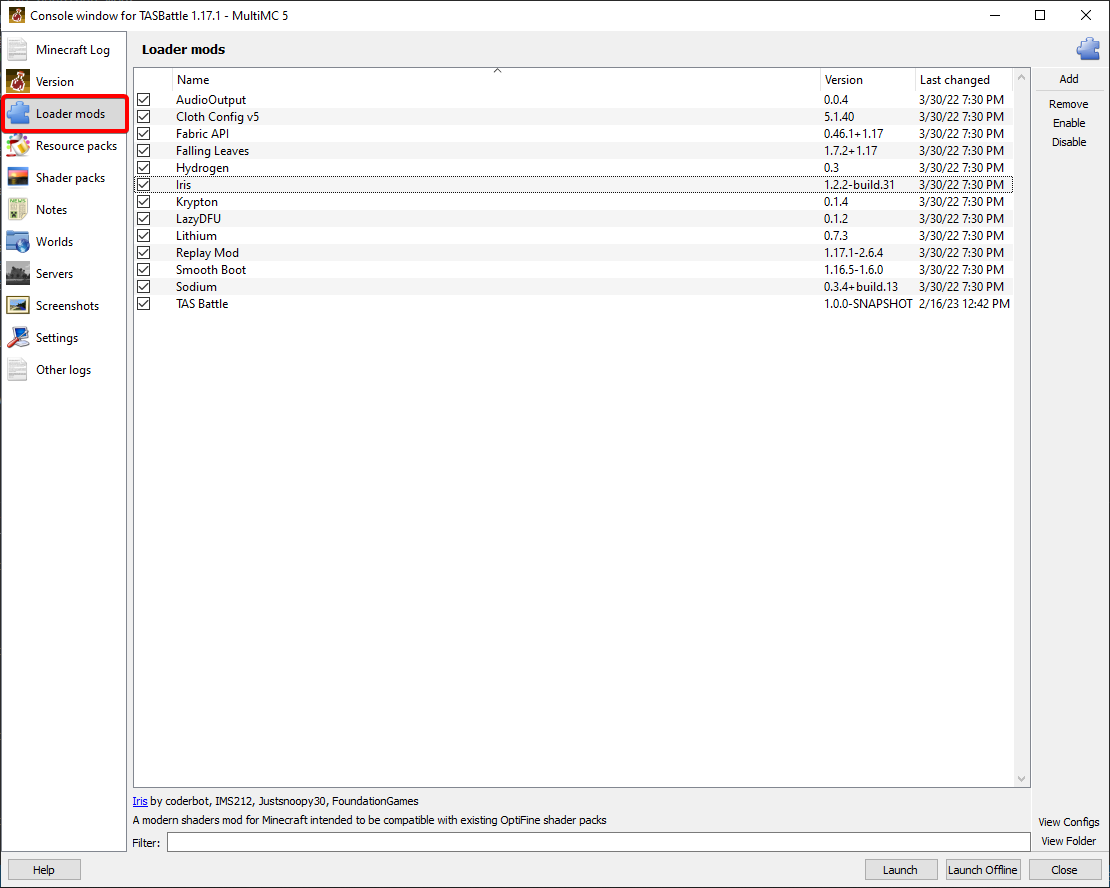 Console window for TASBattle 1.17.1 - MultiMC 5
Minecraft Log
Version
Loader mods
Resource packs
Shader packs
Notes
Worlds
Servers
Screenshots
Settings
Other logs
Loader mods
Name Version Last changed
AudioOutput 0.0.4 3/30/22 7:30 PM
Cloth Config v5 5.1.40 3/30/22 7:30 PM
Fabric API 0.46.1+1.17 3/30/22 7:30 PM
Falling Leaves 1.7.2+1.17 3/30/22 7:30 PM
Hydrogen 0.3 3/30/22 7:30 PM
Iris 1.2.2-build.31 3/30/22 7:30 PM
Krypton 0.1.4 3/30/22 7:30 PM
LazyDFU 0.1.2 3/30/22 7:30 PM
Lithium 0.7.3 3/30/22 7:30 PM
Replay Mod 1.17.1-2.6.4 3/30/22 7:30 PM
Smooth Boot 1.16.5-1.6.0 3/30/22 7:30 PM
Sodium 0.3.4+build.13 3/30/22 7:30 PM
TAS Battle 1.0.0-SNAPSHOT 2/16/23 12:42 PM
Add
Remove
Enable
Disable
Iris by coderbot, IMS212, Justsnoopy30, FoundationGames
A modern shaders mod for Minecraft intended to be compatible with existing OptiFine shader packs
Filter:
View Configs
View Folder
Help
Launch
Launch Offline
Close